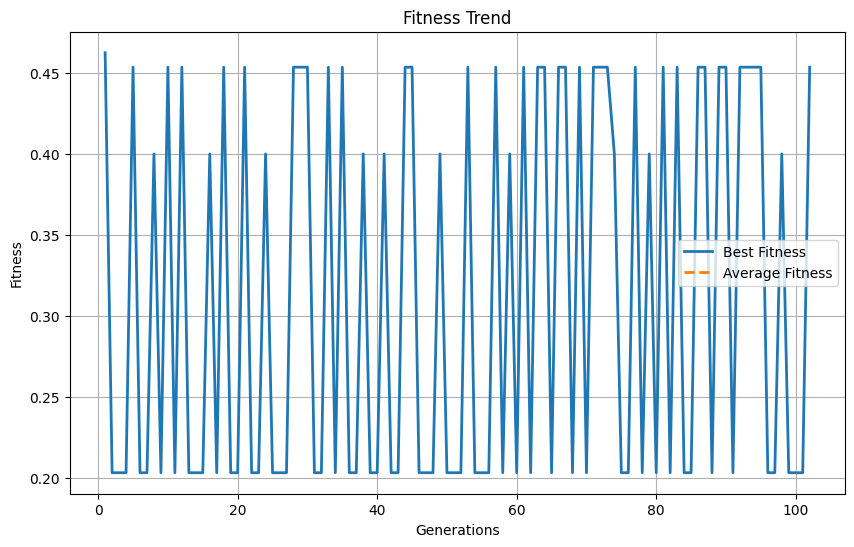 Fitness Trend
0.45
0.40
0.35
0.30
0.25
0.20
Fitness
Best Fitness
Average Fitness
0 20 40 60 80 100
Generations